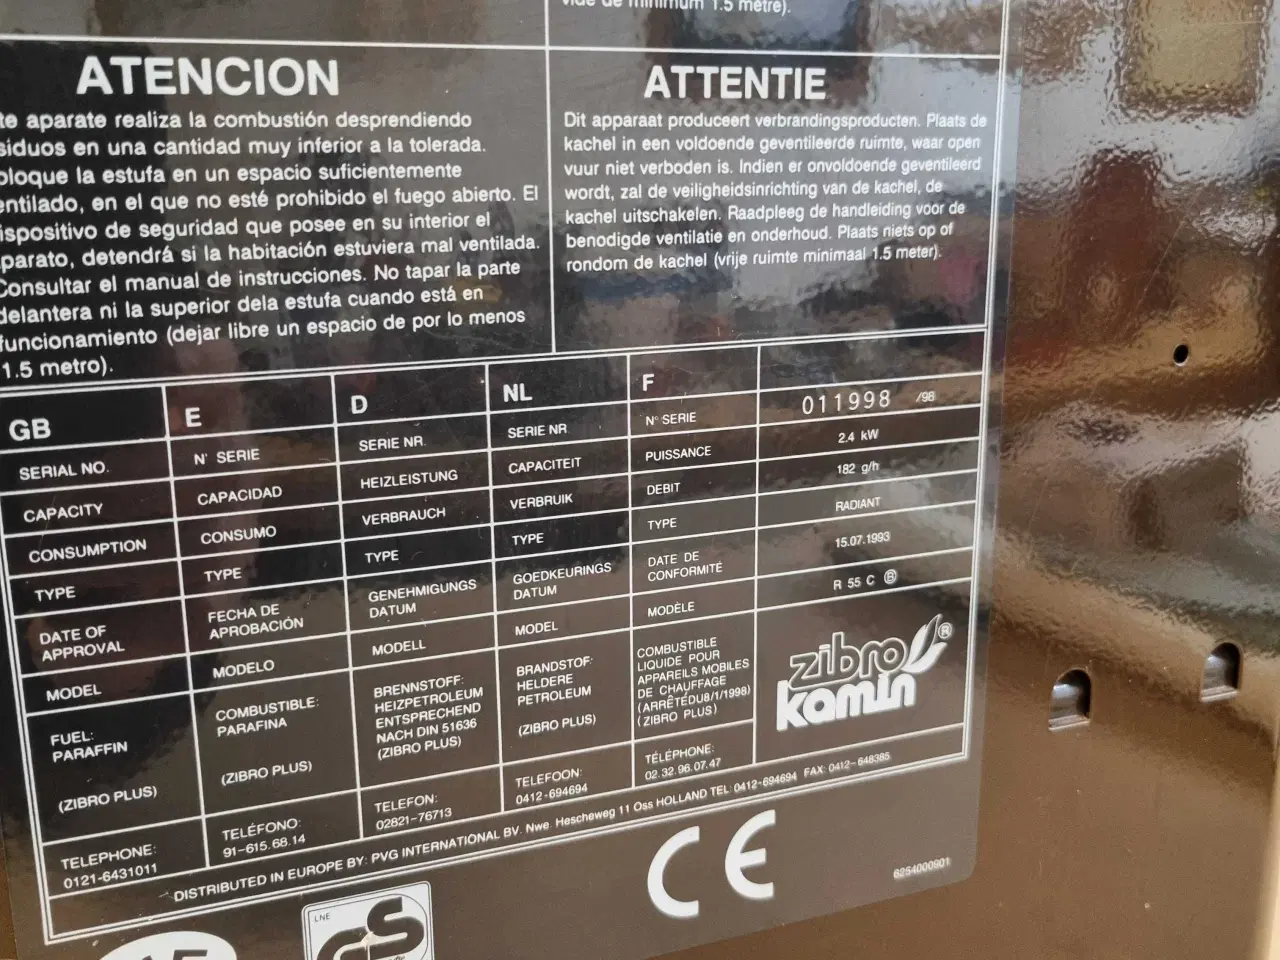 vide de minimum 1.5 metre).
ATENCION
te aparate realiza la combustión desprendiendo
siduos en una cantidad muy inferior a la tolerada.
oloque la estufa en un espacio suficientemente
entilado, en el que no esté prohibido el fuego abierto. El
ispositivo de seguridad que posee en su interior el
parato, detendrá si la habitación estuviera mal ventilada.
Consultar el manual de instrucciones. No tapar la parte
delantera ni la superior dela estufa cuando está en
funcionamiento (dejar libre un espacio de por lo menos
1.5 metro).
ATTENTIE
Dit apparaat produceert verbrandingsproducten. Plaats de
kachel in een voldoende geventileerde ruimte, waar open
vuur niet verboden is. Indien er onvoldoende geventileerd
wordt, zal de veiligheidsinrichting van de kachel, de
kachel uitschakelen. Raadpleeg de handleiding voor de
benodigde ventilatie en onderhoud. Plaats niets op of
rondom de kachel (vrije ruimte minimaal 1.5 meter).
GB E D NL F
SERIAL NO. N° SERIE SERIE NR. SERIE NR. N° SERIE 011998 /98
CAPACITY CAPACIDAD HEIZLEISTUNG CAPACITEIT PUISSANCE 2.4 kW
CONSUMPTION CONSUMO VERBRAUCH VERBRUIK DEBIT 182 g/h
TYPE TYPE TYPE TYPE TYPE RADIANT
DATE OF
APPROVAL
FECHA DE
APROBACIÓN
GENEHMIGUNGS
DATUM
GOEDKEURINGS
DATUM
DATE DE
CONFORMITÉ
15.07.1993
MODEL MODELO MODELL MODEL MODÈLE R 55 C Ⓑ
FUEL:
PARAFFIN
(ZIBRO PLUS)
COMBUSTIBLE:
PARAFINA
(ZIBRO PLUS)
BRENNSTOFF:
HEIZPETROLEUM
ENTSPRECHEND
NACH DIN 51636
(ZIBRO PLUS)
BRANDSTOF:
HELDERE
PETROLEUM
(ZIBRO PLUS)
COMBUSTIBLE
LIQUIDE POUR
APPAREILS MOBILES
DE CHAUFFAGE
(ARRÊTÉDU8/1/1998)
(ZIBRO PLUS)
zibro ®
kamin
TELEPHONE:
0121-6431011
TELÉFONO:
91-615.68.14
TELEFON:
02821-76713
TELEFOON:
0412-694694
TÉLÉPHONE:
02.32.96.07.47
DISTRIBUTED IN EUROPE BY: PVG INTERNATIONAL BV. Nwe. Hescheweg 11 Oss HOLLAND TEL: 0412-694694 FAX: 0412-648385
CE
6254000901
LNE
GS